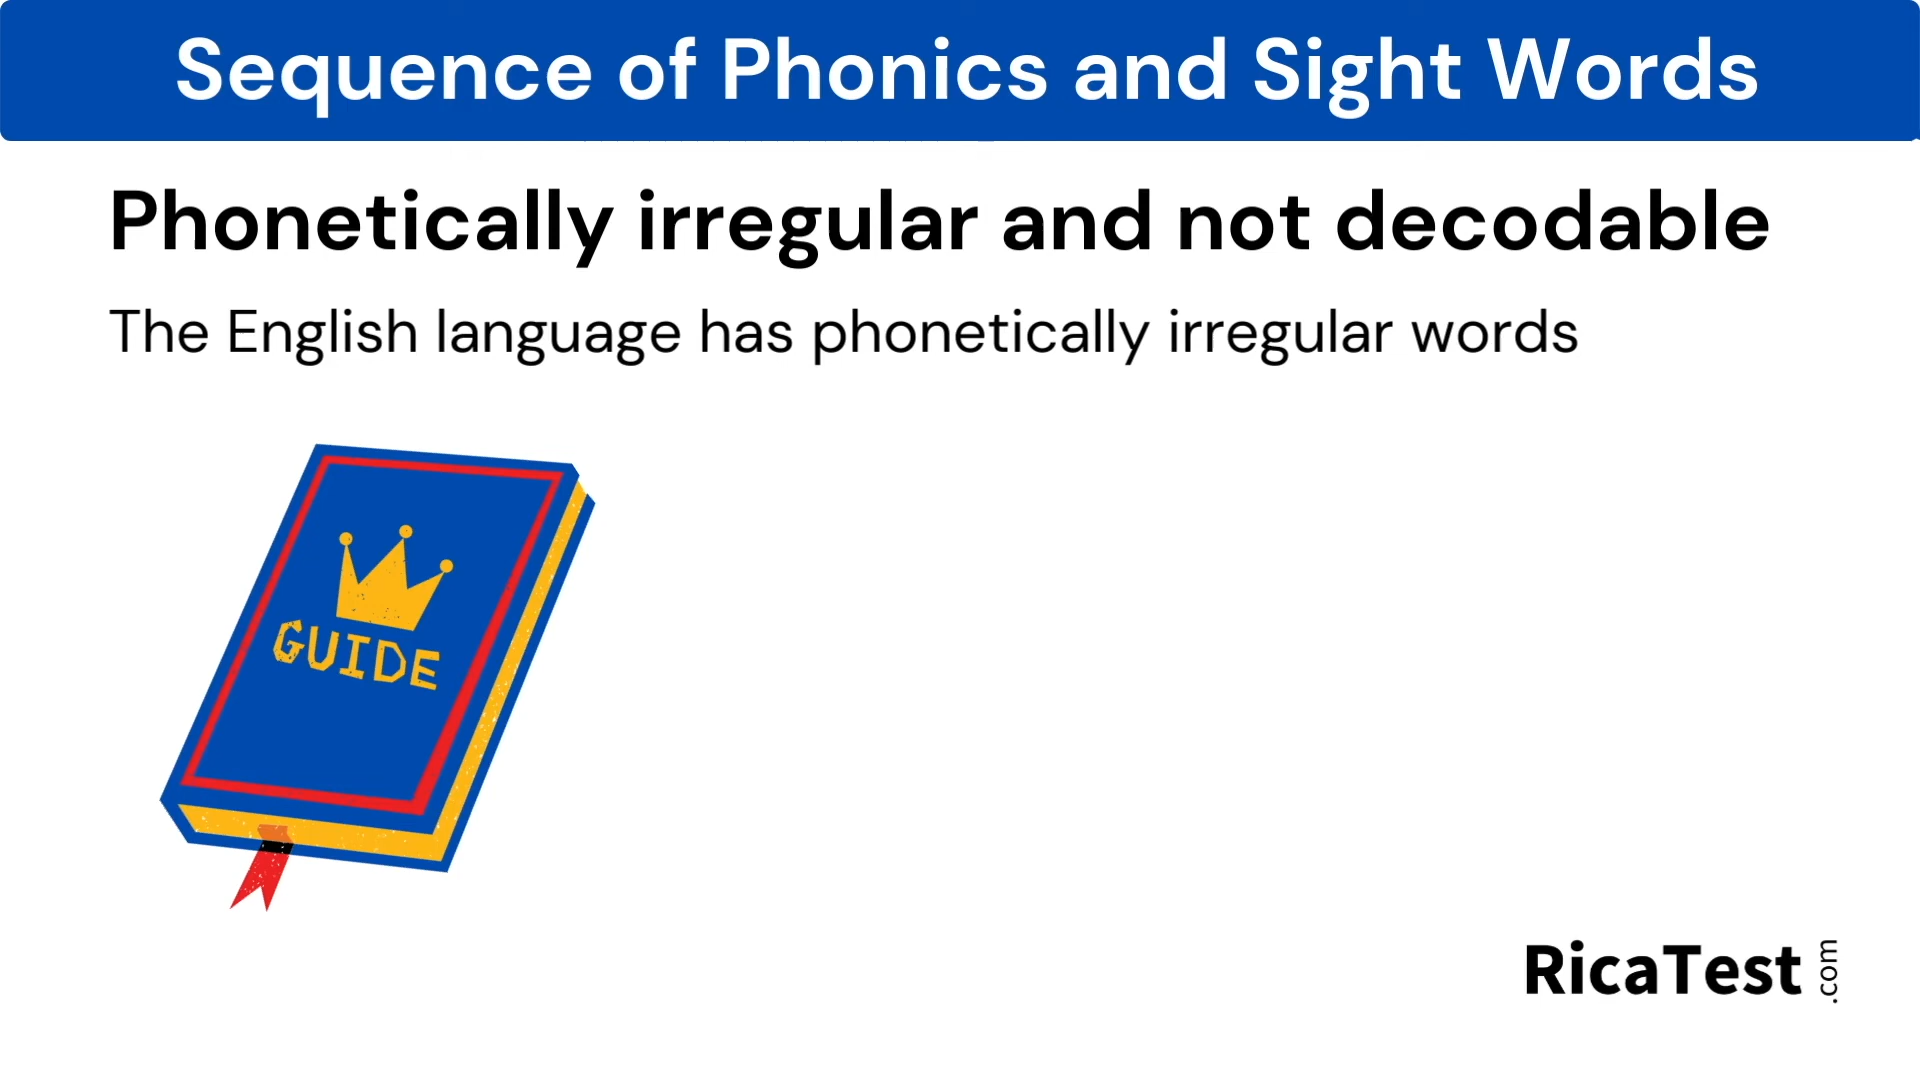 Sequence of Phonics and Sight Words
Phonetically irregular and not decodable
The English language has phonetically irregular words
GUIDE
RicaTest.com